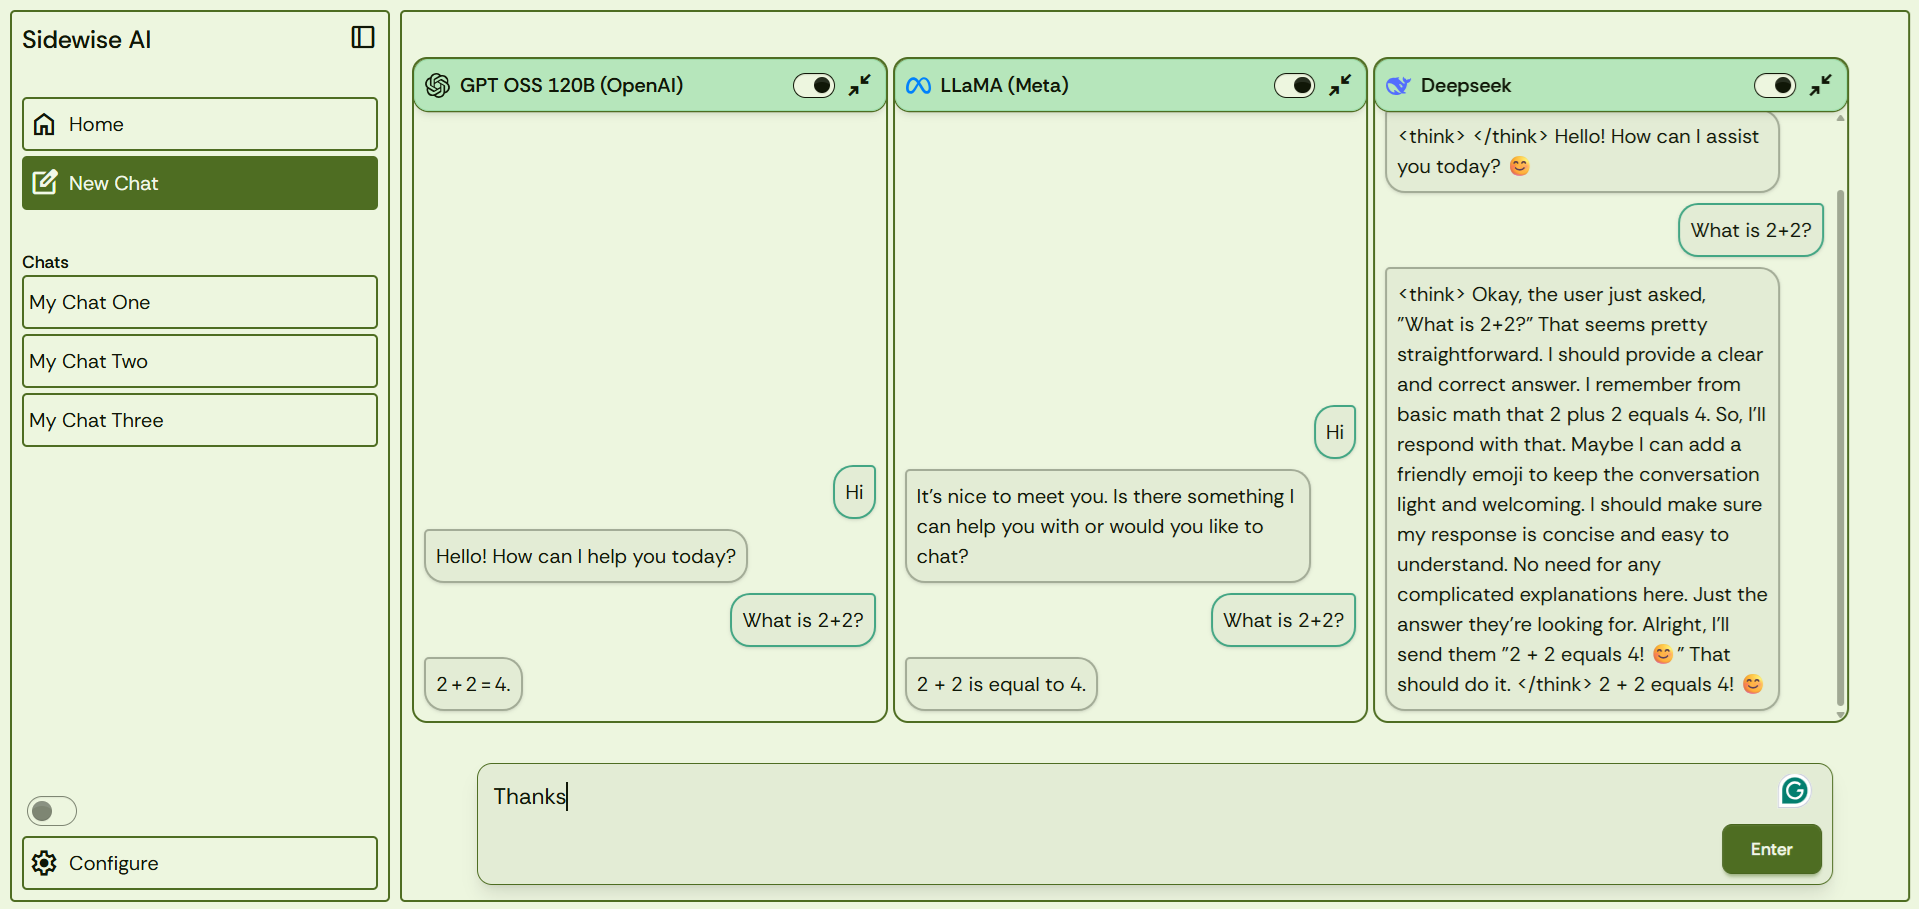 Sidewise AI
Home
New Chat
Chats
My Chat One
My Chat Two
My Chat Three
Configure
GPT OSS 120B (OpenAI)
Hi
Hello! How can I help you today?
What is 2+2?
2 + 2 = 4.
LLaMA (Meta)
Hi
It's nice to meet you. Is there something I
can help you with or would you like to
chat?
What is 2+2?
2 + 2 is equal to 4.
Deepseek
<think> </think> Hello! How can I assist
you today? 😊
What is 2+2?
<think> Okay, the user just asked,
"What is 2+2?" That seems pretty
straightforward. I should provide a clear
and correct answer. I remember from
basic math that 2 plus 2 equals 4. So, I'll
respond with that. Maybe I can add a
friendly emoji to keep the conversation
light and welcoming. I should make sure
my response is concise and easy to
understand. No need for any
complicated explanations here. Just the
answer they're looking for. Alright, I'll
send them "2 + 2 equals 4! 😊" That
should do it. </think> 2 + 2 equals 4! 😊
Thanks
Enter